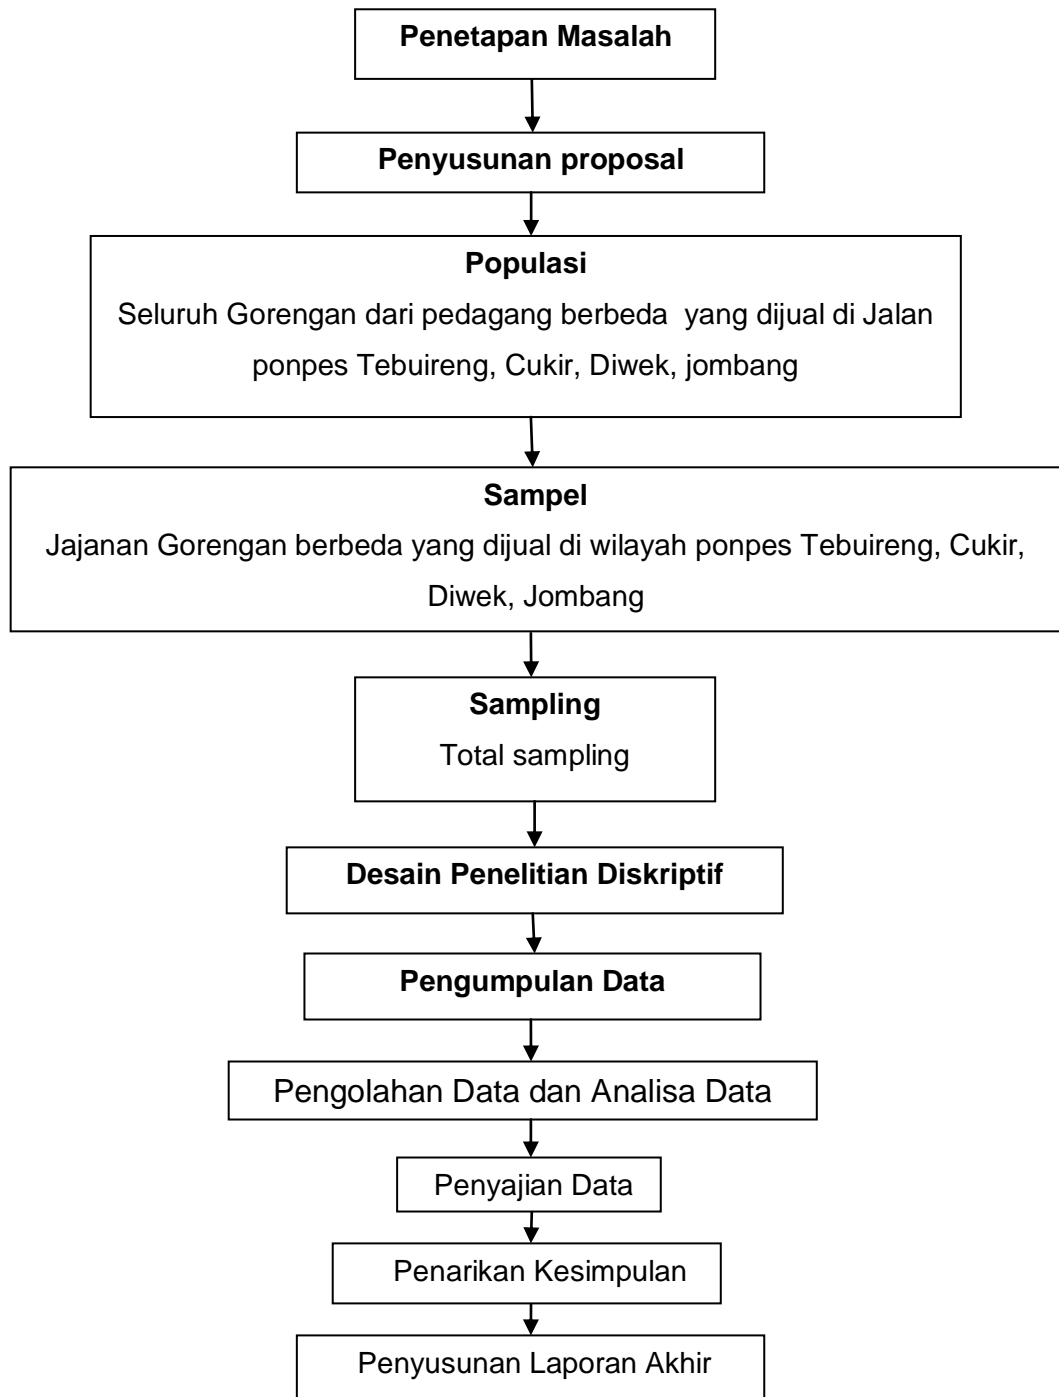 Penetapan Masalah
Penyusunan proposal
Populasi
Seluruh Gorengan dari pedagang berbeda  yang dijual di Jalan
ponpes Tebuireng, Cukir, Diwek, jombang
Sampel
Jajanan Gorengan berbeda yang dijual di wilayah ponpes Tebuireng, Cukir,
Diwek, Jombang
Sampling
Total sampling
Desain Penelitian Diskriptif
Pengumpulan Data
Pengolahan Data dan Analisa Data
Penyajian Data
Penarikan Kesimpulan
Penyusunan Laporan Akhir